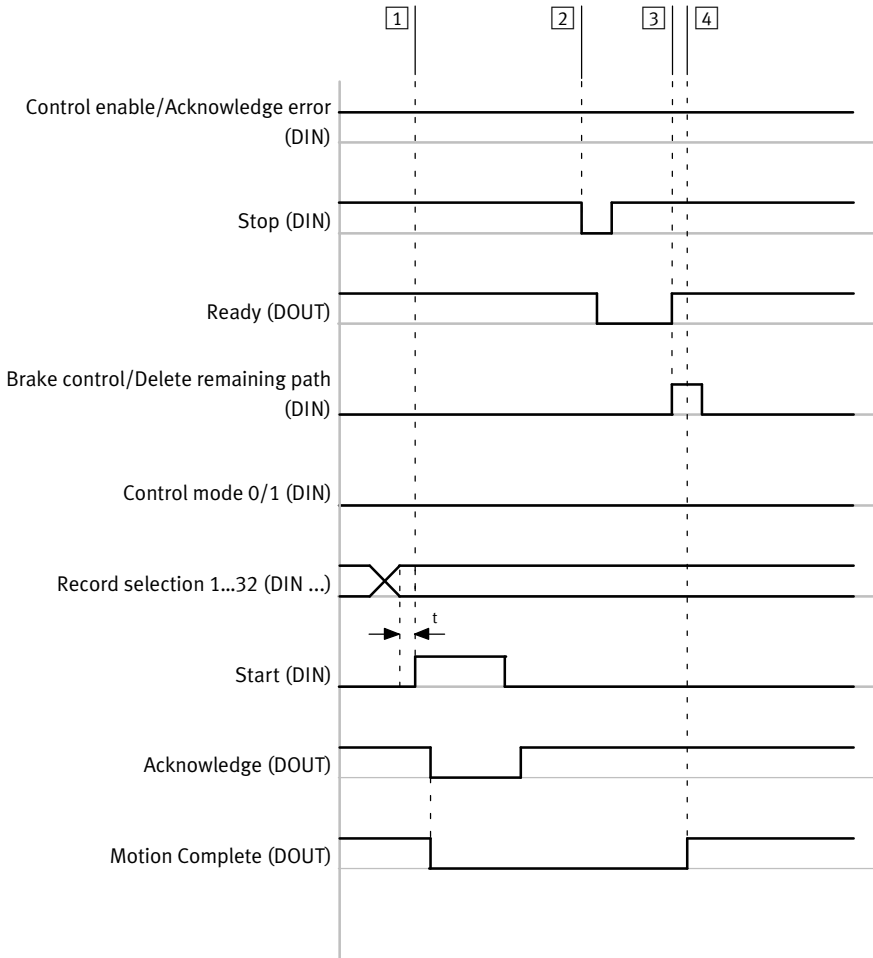 1 2 3 4
Control enable/Acknowledge error
(DIN)
Stop (DIN)
Ready (DOUT)
Brake control/Delete remaining path
(DIN)
Control mode 0/1 (DIN)
Record selection 1...32 (DIN ...)
t
Start (DIN)
Acknowledge (DOUT)
Motion Complete (DOUT)